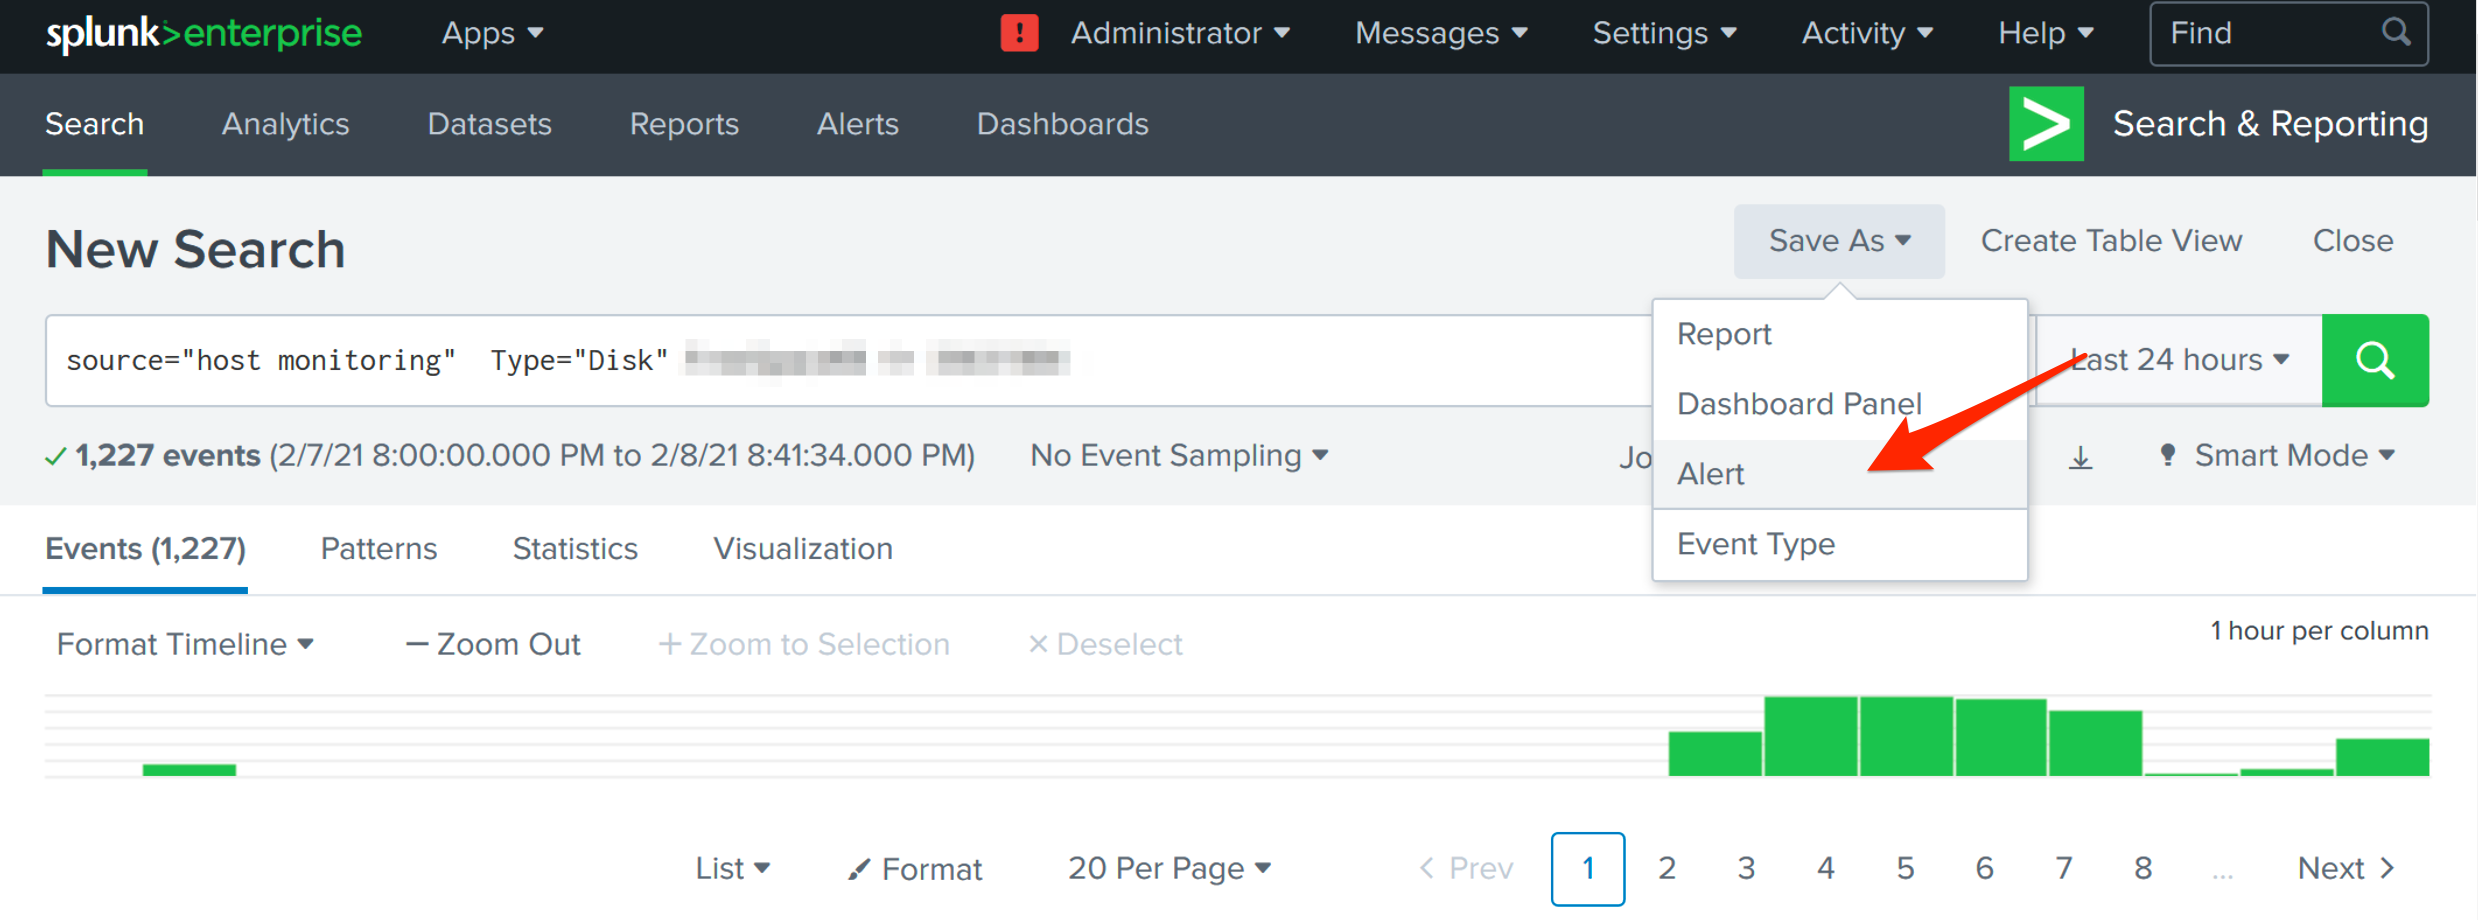 splunk>enterprise Apps ! Administrator Messages Settings Activity Help Find
Search Analytics Datasets Reports Alerts Dashboards > Search & Reporting
New Search Save As Create Table View Close
source="host monitoring" Type="Disk" Last 24 hours
Report
Dashboard Panel
Alert
Event Type
✓ 1,227 events (2/7/21 8:00:00.000 PM to 2/8/21 8:41:34.000 PM) No Event Sampling Jo Smart Mode
Events (1,227) Patterns Statistics Visualization
Format Timeline — Zoom Out + Zoom to Selection × Deselect 1 hour per column
List Format 20 Per Page < Prev 1 2 3 4 5 6 7 8 ... Next >